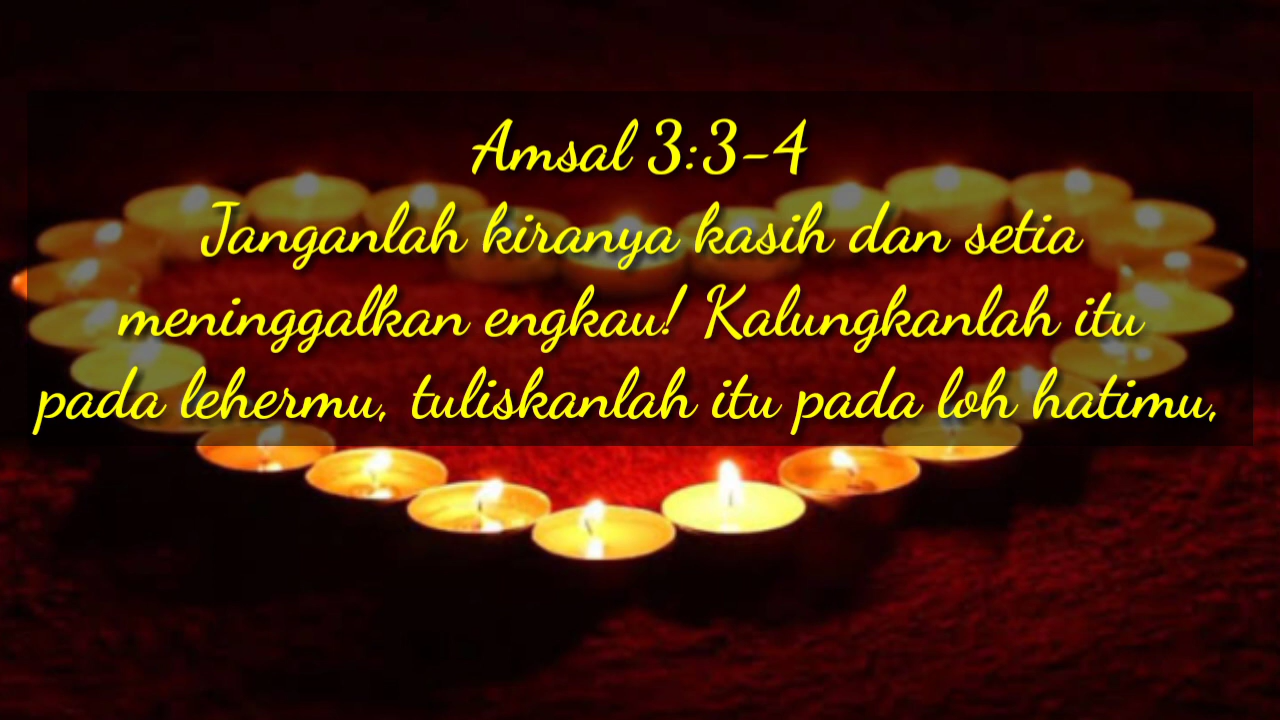 Amsal 3:3-4
Janganlah kiranya kasih dan setia
meninggalkan engkau! Kalungkanlah itu
pada lehermu, tuliskanlah itu pada loh hatimu,